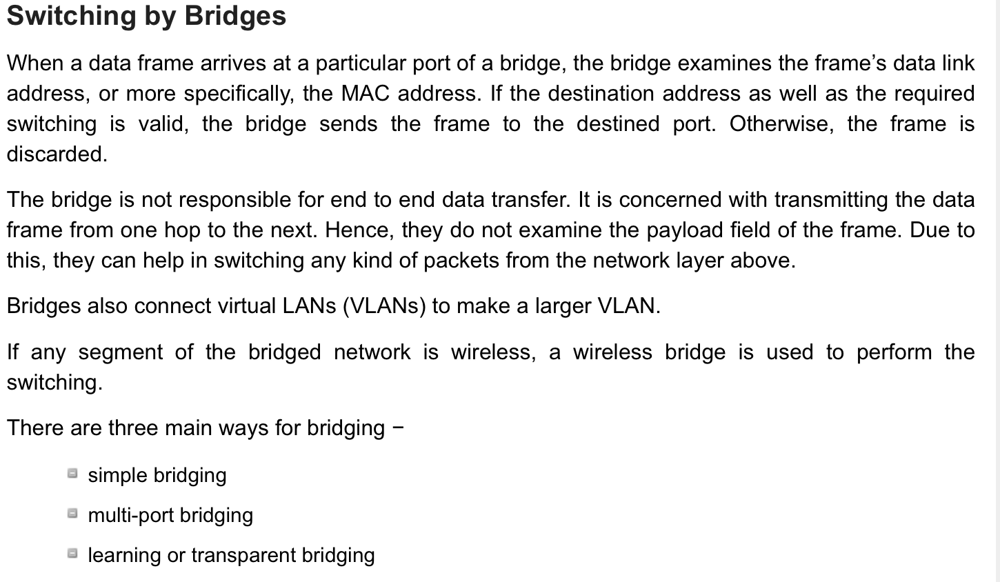 Switching by Bridges
When a data frame arrives at a particular port of a bridge, the bridge examines the frame’s data link
address, or more specifically, the MAC address. If the destination address as well as the required
switching is valid, the bridge sends the frame to the destined port. Otherwise, the frame is
discarded.
The bridge is not responsible for end to end data transfer. It is concerned with transmitting the data
frame from one hop to the next. Hence, they do not examine the payload field of the frame. Due to
this, they can help in switching any kind of packets from the network layer above.
Bridges also connect virtual LANs (VLANs) to make a larger VLAN.
If any segment of the bridged network is wireless, a wireless bridge is used to perform the
switching.
There are three main ways for bridging −
simple bridging
multi-port bridging
learning or transparent bridging